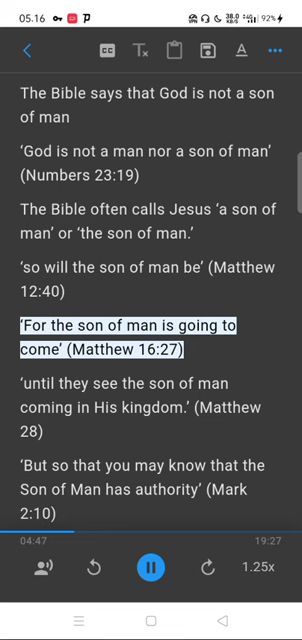 05.16
38.0
KB/S
92%
CC
The Bible says that God is not a son
of man
‘God is not a man nor a son of man’
(Numbers 23:19)
The Bible often calls Jesus ‘a son of
man’ or ‘the son of man.’
‘so will the son of man be’ (Matthew
12:40)
‘For the son of man is going to
come’ (Matthew 16:27)
‘until they see the son of man
coming in His kingdom.’ (Matthew
28)
‘But so that you may know that the
Son of Man has authority’ (Mark
2:10)
04:47
19:27
1.25x